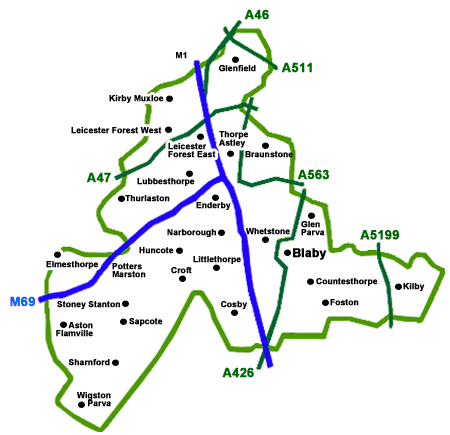 A46
M1
A511
Glenfield
Kirby Muxloe
Leicester Forest West
Leicester
Forest East
Thorpe
Astley
Braunstone
A47
Lubbesthorpe
A563
Thurlaston
Enderby
Glen
Parva
Narborough
Whetstone
A5199
Huncote
Blaby
Elmesthorpe
Potters
Marston
Croft
Littlethorpe
Countesthorpe
Kilby
M69
Stoney Stanton
Cosby
Foston
Aston
Flamville
Sapcote
Sharnford
A426
Wigston
Parva